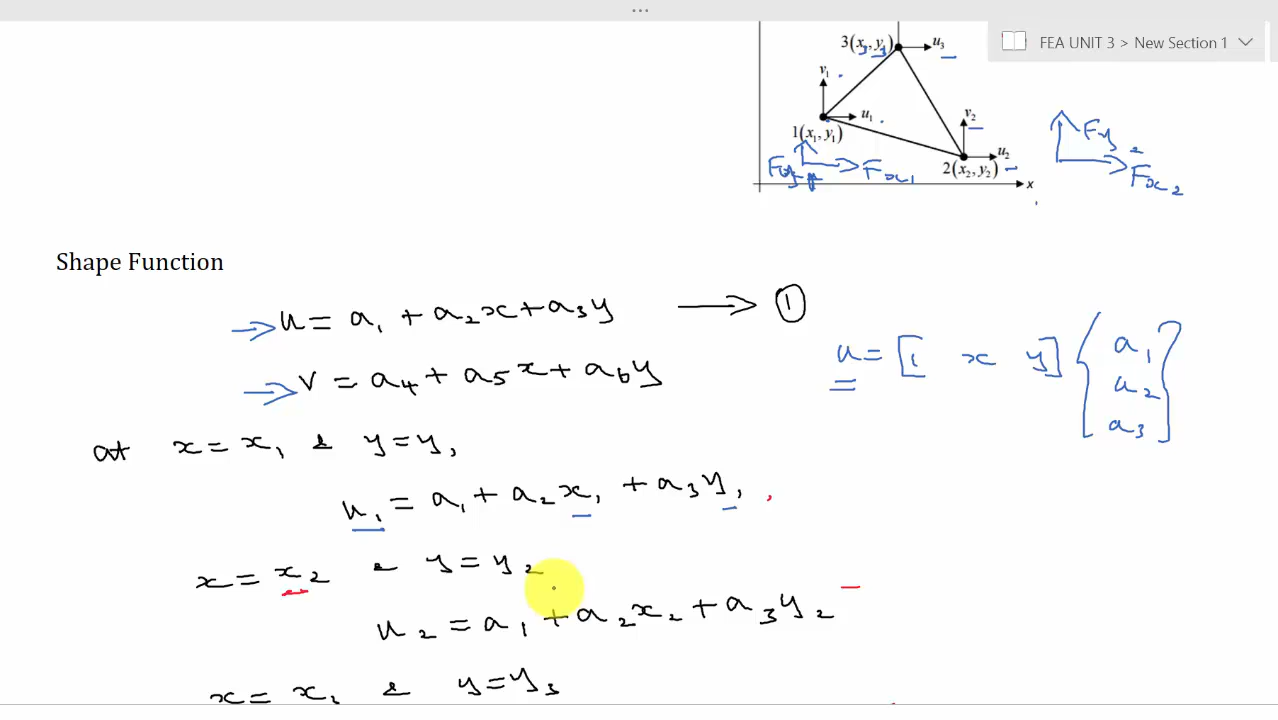 FEA UNIT 3 > New Section 1
3(x₃, y₃) u₃
v₁
u₁
1(x₁, y₁)
v₂
u₂
2(x₂, y₂)
x
Fx₁
Fy₂
Fx₂
Shape Function
u = a₁ + a₂x + a₃y → ①
v = a₄ + a₅x + a₆y
u = [1 x y] { a₁
a₂
a₃ }
at x = x₁ & y = y₁
u₁ = a₁ + a₂x₁ + a₃y₁
x = x₂ & y = y₂
u₂ = a₁ + a₂x₂ + a₃y₂
x = x₃ & y = y₃